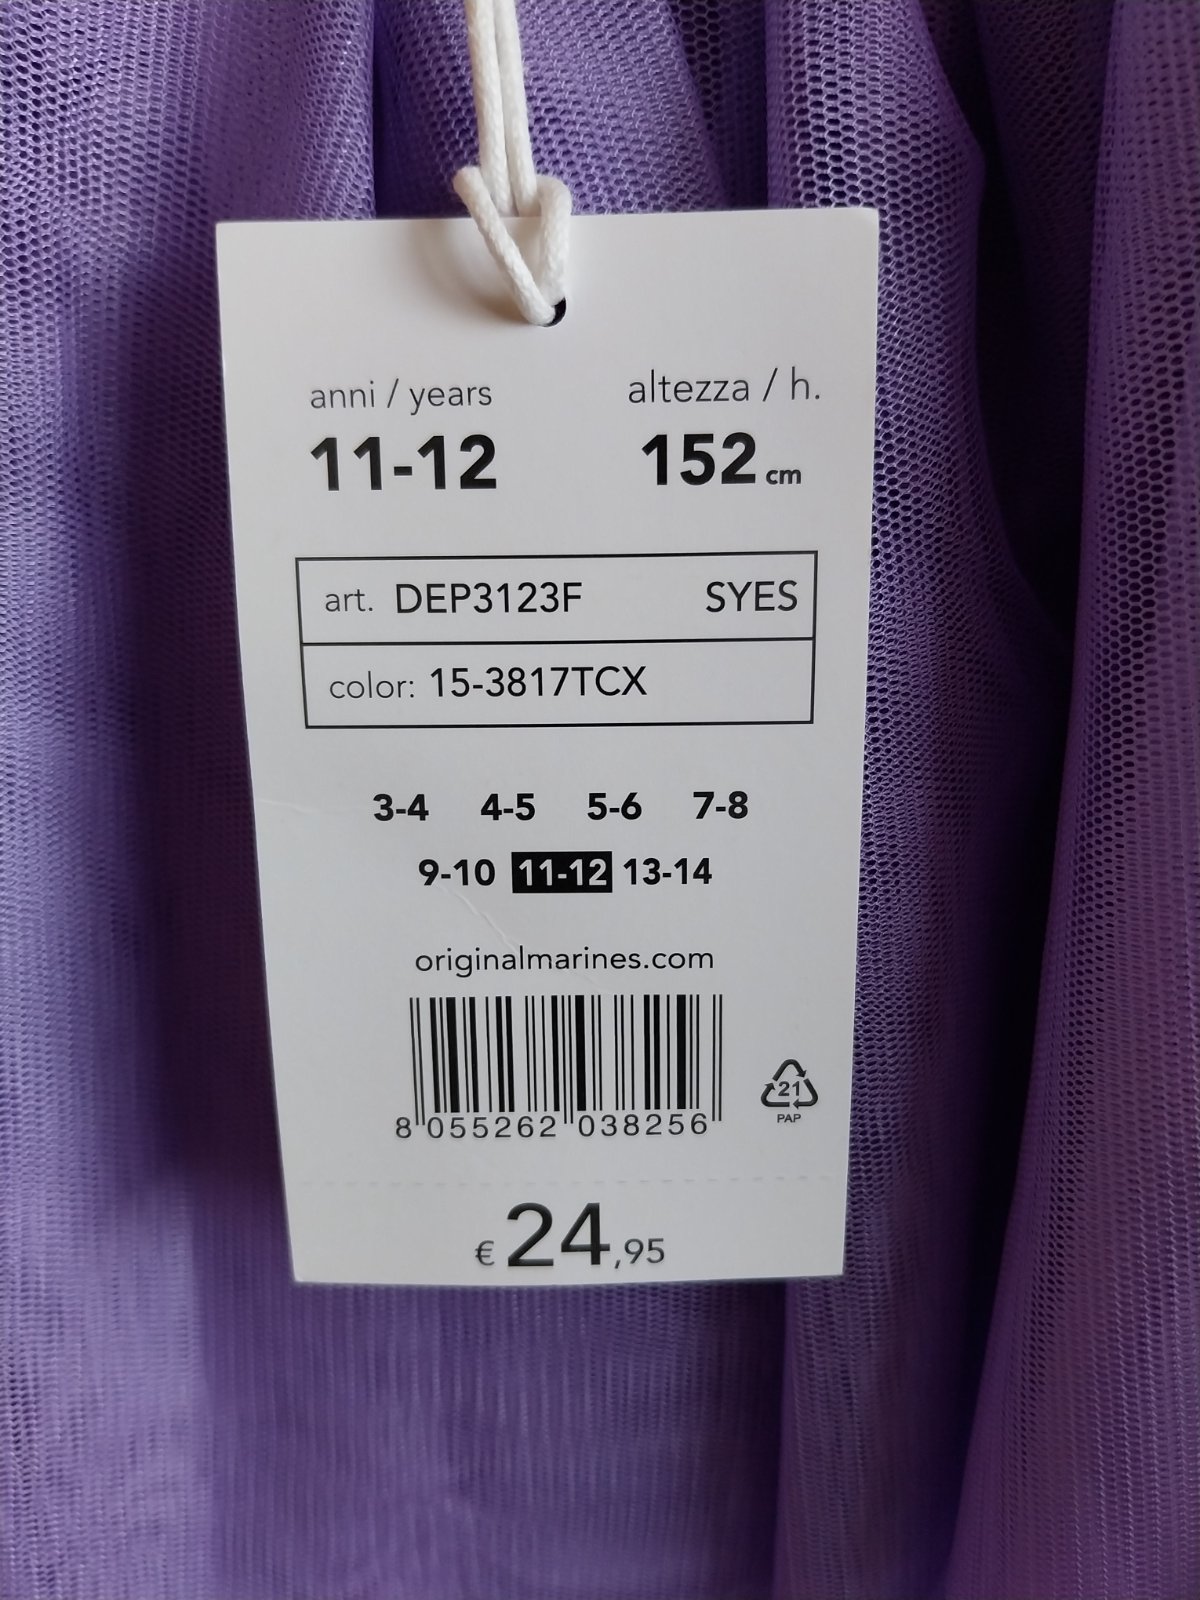 anni / years altezza / h.
11-12 152 cm
art. DEP3123F SYES
color: 15-3817TCX
3-4 4-5 5-6 7-8
9-10 11-12 13-14
originalmarines.com
8 055262 038256
21
PAP
€ 24,95